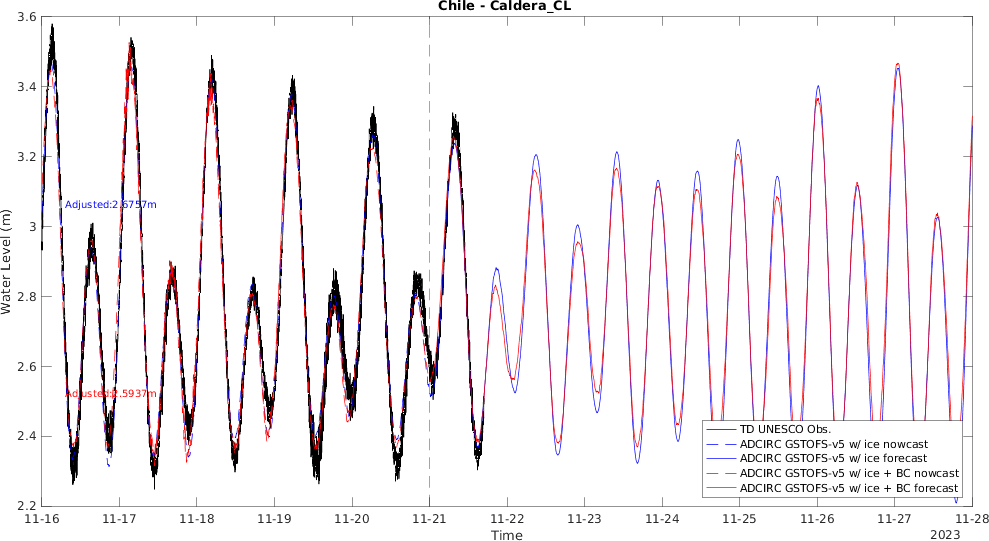 Chile - Caldera_CL
3.6
3.4
3.2
3
2.8
2.6
2.4
2.2
Water Level (m)
Adjusted:2.6757m
Adjusted:2.5937m
TD UNESCO Obs.
ADCIRC GSTOFS-v5 w/ ice nowcast
ADCIRC GSTOFS-v5 w/ ice forecast
ADCIRC GSTOFS-v5 w/ ice + BC nowcast
ADCIRC GSTOFS-v5 w/ ice + BC forecast
11-16 11-17 11-18 11-19 11-20 11-21 11-22 11-23 11-24 11-25 11-26 11-27 11-28
Time
2023